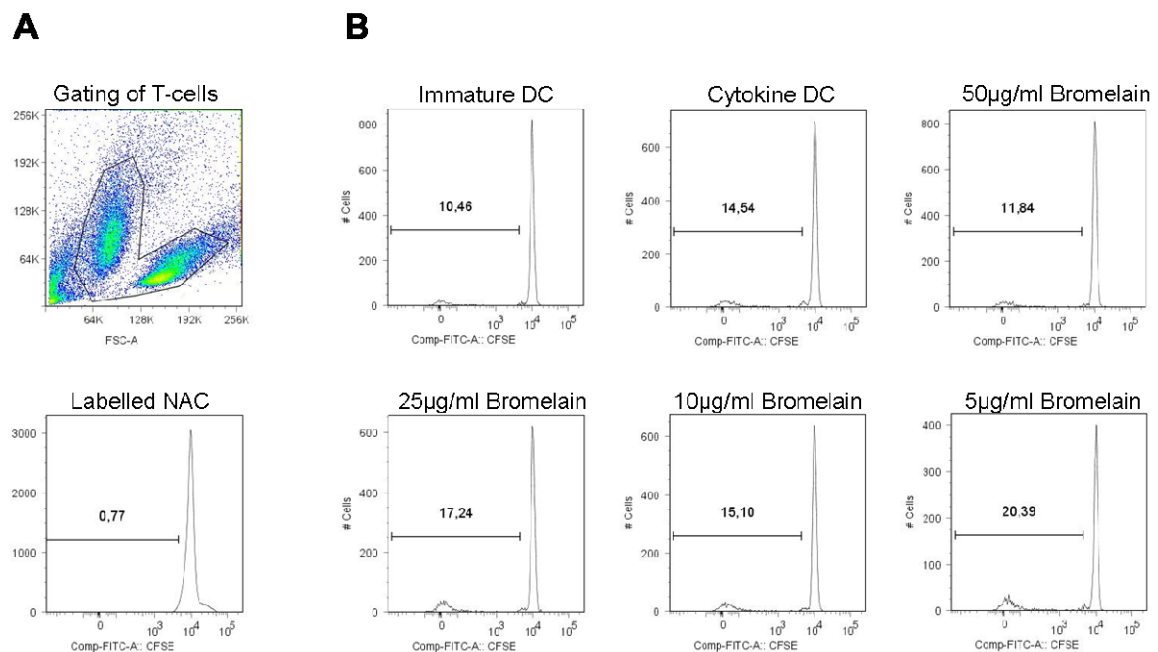 A
B
Gating of T-cells
256K
192K
128K
64K
64K 128K 192K 256K
FSC-A
Immature DC
800
600
400
200
0
# Cells
10,46
0 10³ 10⁴ 10⁵
Comp-FITC-A:: CFSE
Cytokine DC
600
400
200
0
# Cells
14,54
0 10³ 10⁴ 10⁵
Comp-FITC-A:: CFSE
50µg/ml Bromelain
800
600
400
200
0
# Cells
11,84
0 10³ 10⁴ 10⁵
Comp-FITC-A:: CFSE
Labelled NAC
3000
2000
1000
0
0,77
0 10³ 10⁴ 10⁵
Comp-FITC-A:: CFSE
25µg/ml Bromelain
600
400
200
0
# Cells
17,24
0 10³ 10⁴ 10⁵
Comp-FITC-A:: CFSE
10µg/ml Bromelain
600
400
200
0
# Cells
15,10
0 10³ 10⁴ 10⁵
Comp-FITC-A:: CFSE
5µg/ml Bromelain
400
300
200
100
0
# Cells
20,39
0 10³ 10⁴ 10⁵
Comp-FITC-A:: CFSE